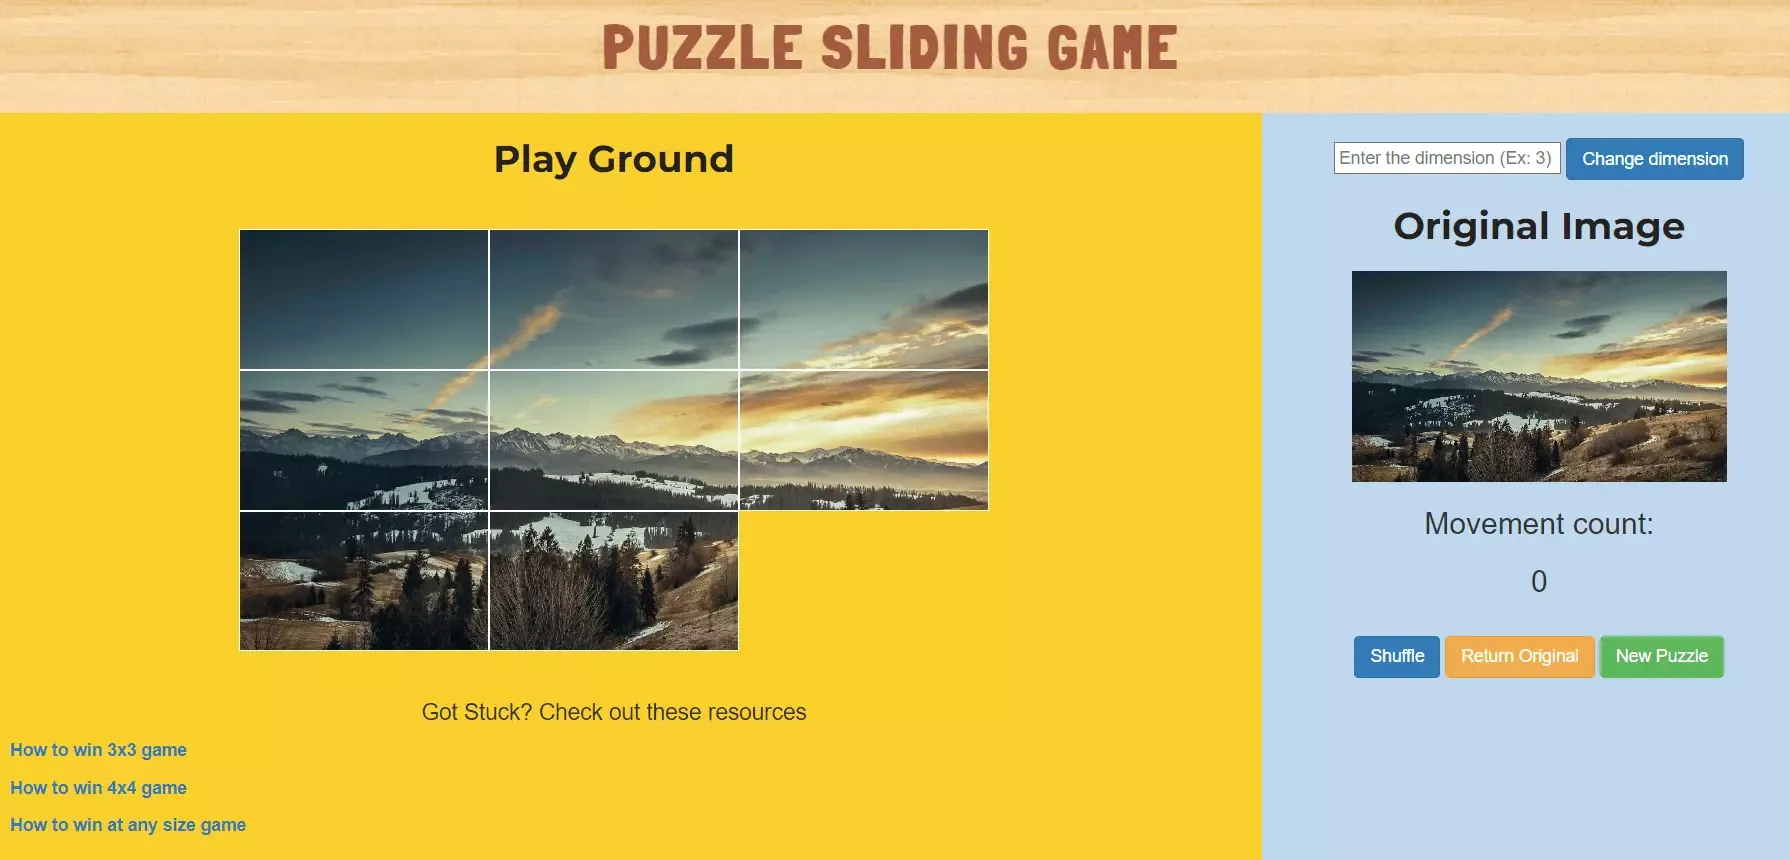 PUZZLE SLIDING GAME
Play Ground
Enter the dimension (Ex: 3) Change dimension
Original Image
Movement count:
0
Shuffle Return Original New Puzzle
Got Stuck? Check out these resources
How to win 3x3 game
How to win 4x4 game
How to win at any size game